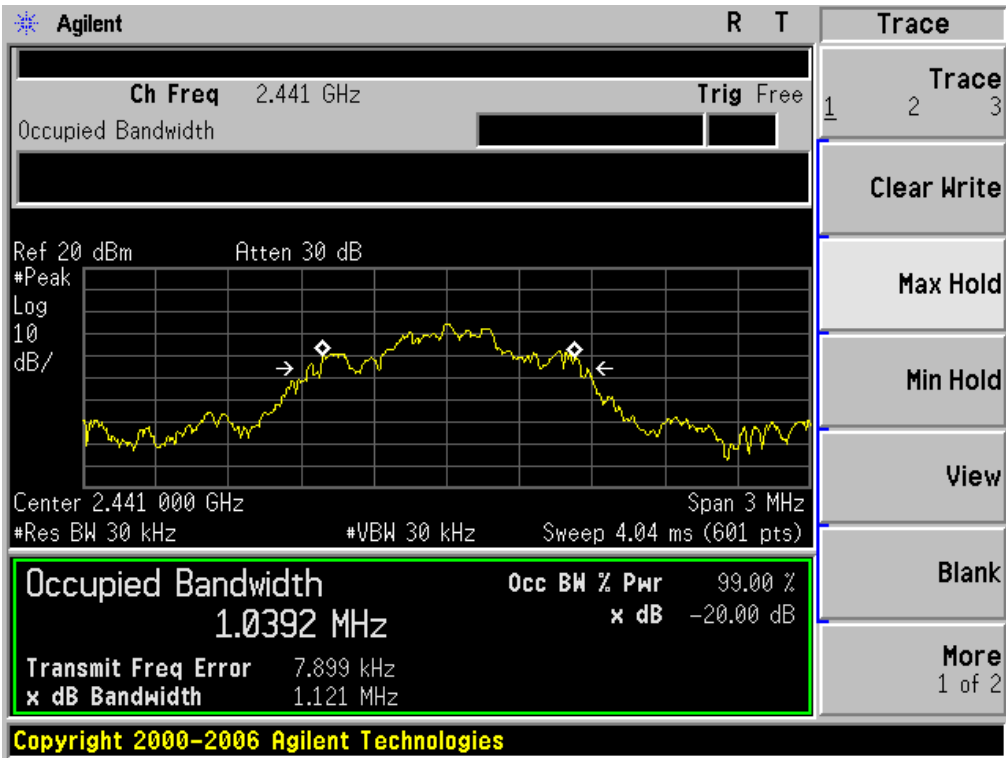 Agilent R T Trace
Ch Freq 2.441 GHz Trig Free
Occupied Bandwidth
Trace
1 2 3
Clear Write
Max Hold
Min Hold
View
Blank
More
1 of 2
Ref 20 dBm Atten 30 dB
#Peak
Log
10
dB/
Center 2.441 000 GHz Span 3 MHz
#Res BW 30 kHz #VBW 30 kHz Sweep 4.04 ms (601 pts)
Occupied Bandwidth Occ BW % Pwr 99.00 %
1.0392 MHz x dB -20.00 dB
Transmit Freq Error 7.899 kHz
x dB Bandwidth 1.121 MHz
Copyright 2000-2006 Agilent Technologies